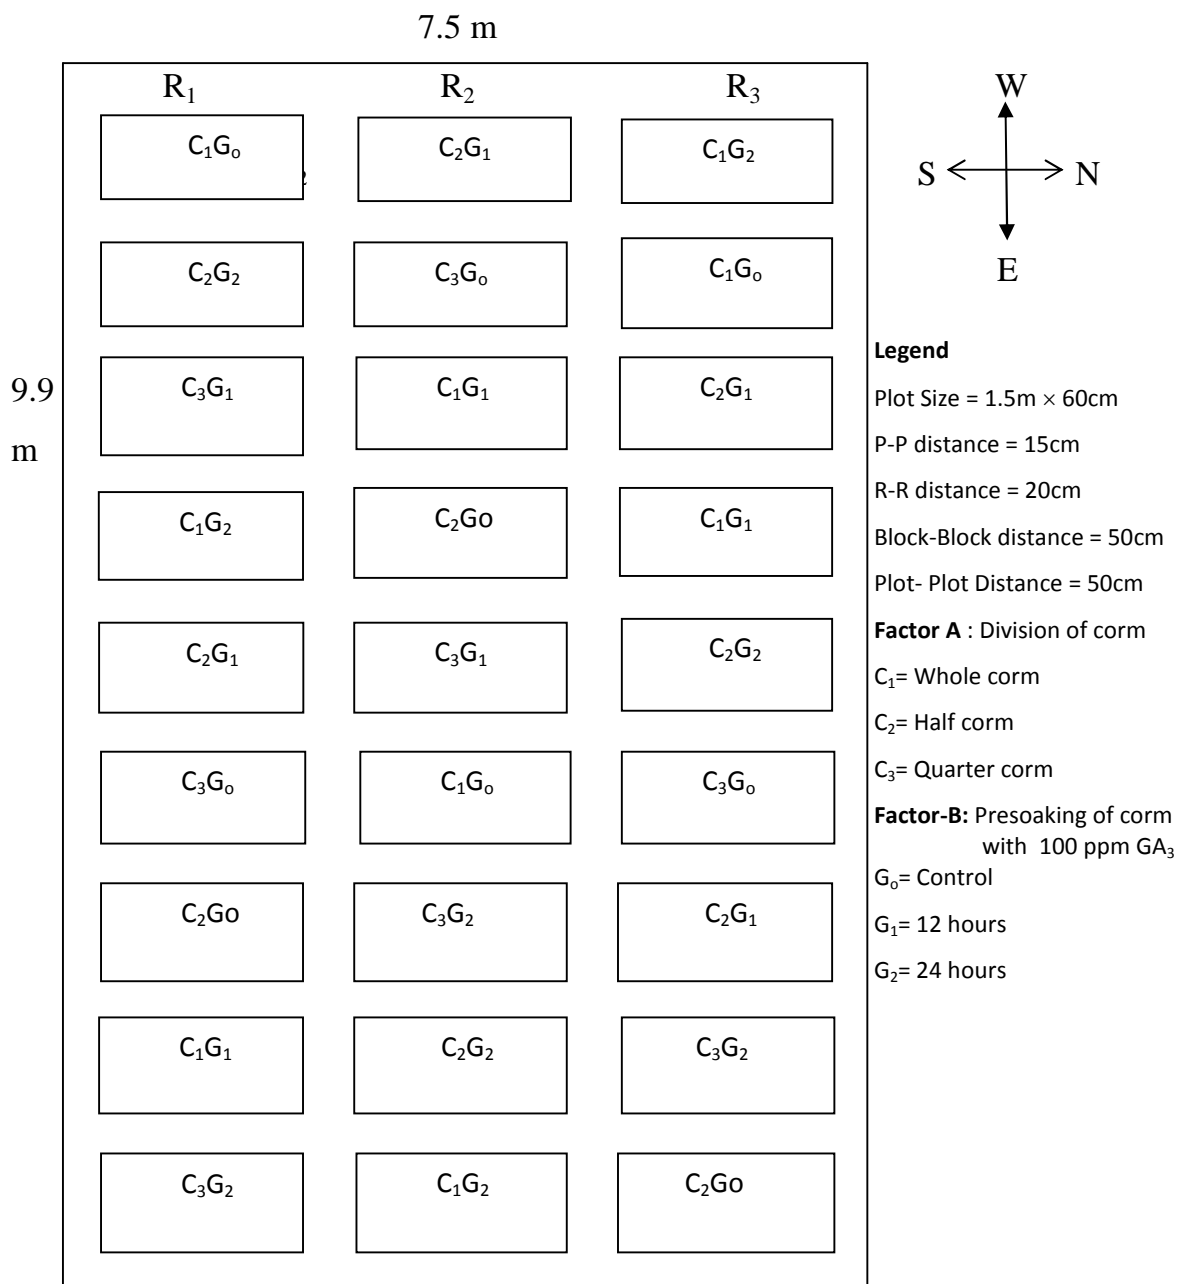 7.5 m
R₁ R₂ R₃
C₁Gₒ C₂G₁ C₁G₂
C₂G₂ C₃Gₒ C₁Gₒ
C₃G₁ C₁G₁ C₂G₁
C₁G₂ C₂Go C₁G₁
C₂G₁ C₃G₁ C₂G₂
C₃Gₒ C₁Gₒ C₃Gₒ
C₂Go C₃G₂ C₂G₁
C₁G₁ C₂G₂ C₃G₂
C₃G₂ C₁G₂ C₂Go
9.9
m
W
S N
E
Legend
Plot Size = 1.5m × 60cm
P-P distance = 15cm
R-R distance = 20cm
Block-Block distance = 50cm
Plot- Plot Distance = 50cm
Factor A : Division of corm
C₁= Whole corm
C₂= Half corm
C₃= Quarter corm
Factor-B: Presoaking of corm
with 100 ppm GA₃
Gₒ= Control
G₁= 12 hours
G₂= 24 hours